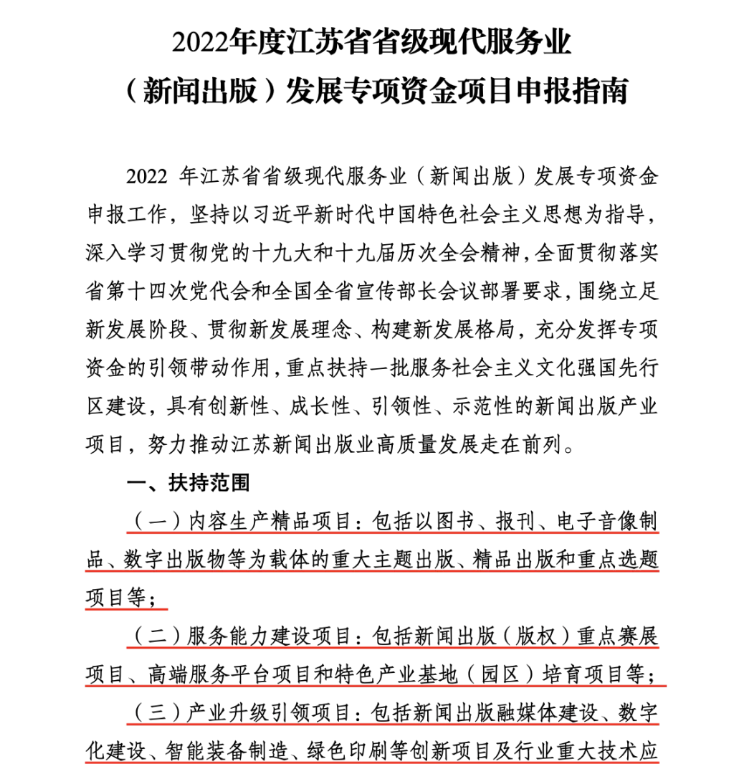 2022年度江苏省省级现代服务业
（新闻出版）发展专项资金项目申报指南
2022 年江苏省省级现代服务业（新闻出版）发展专项资金
申报工作，坚持以习近平新时代中国特色社会主义思想为指导，
深入学习贯彻党的十九大和十九届历次全会精神，全面贯彻落实
省第十四次党代会和全国全省宣传部长会议部署要求，围绕立足
新发展阶段、贯彻新发展理念、构建新发展格局，充分发挥专项
资金的引领带动作用，重点扶持一批服务社会主义文化强国先行
区建设，具有创新性、成长性、引领性、示范性的新闻出版产业
项目，努力推动江苏新闻出版业高质量发展走在前列。
一、扶持范围
（一）内容生产精品项目：包括以图书、报刊、电子音像制
品、数字出版物等为载体的重大主题出版、精品出版和重点选题
项目等；
（二）服务能力建设项目：包括新闻出版（版权）重点赛展
项目、高端服务平台项目和特色产业基地（园区）培育项目等；
（三）产业升级引领项目：包括新闻出版融媒体建设、数字
化建设、智能装备制造、绿色印刷等创新项目及行业重大技术应